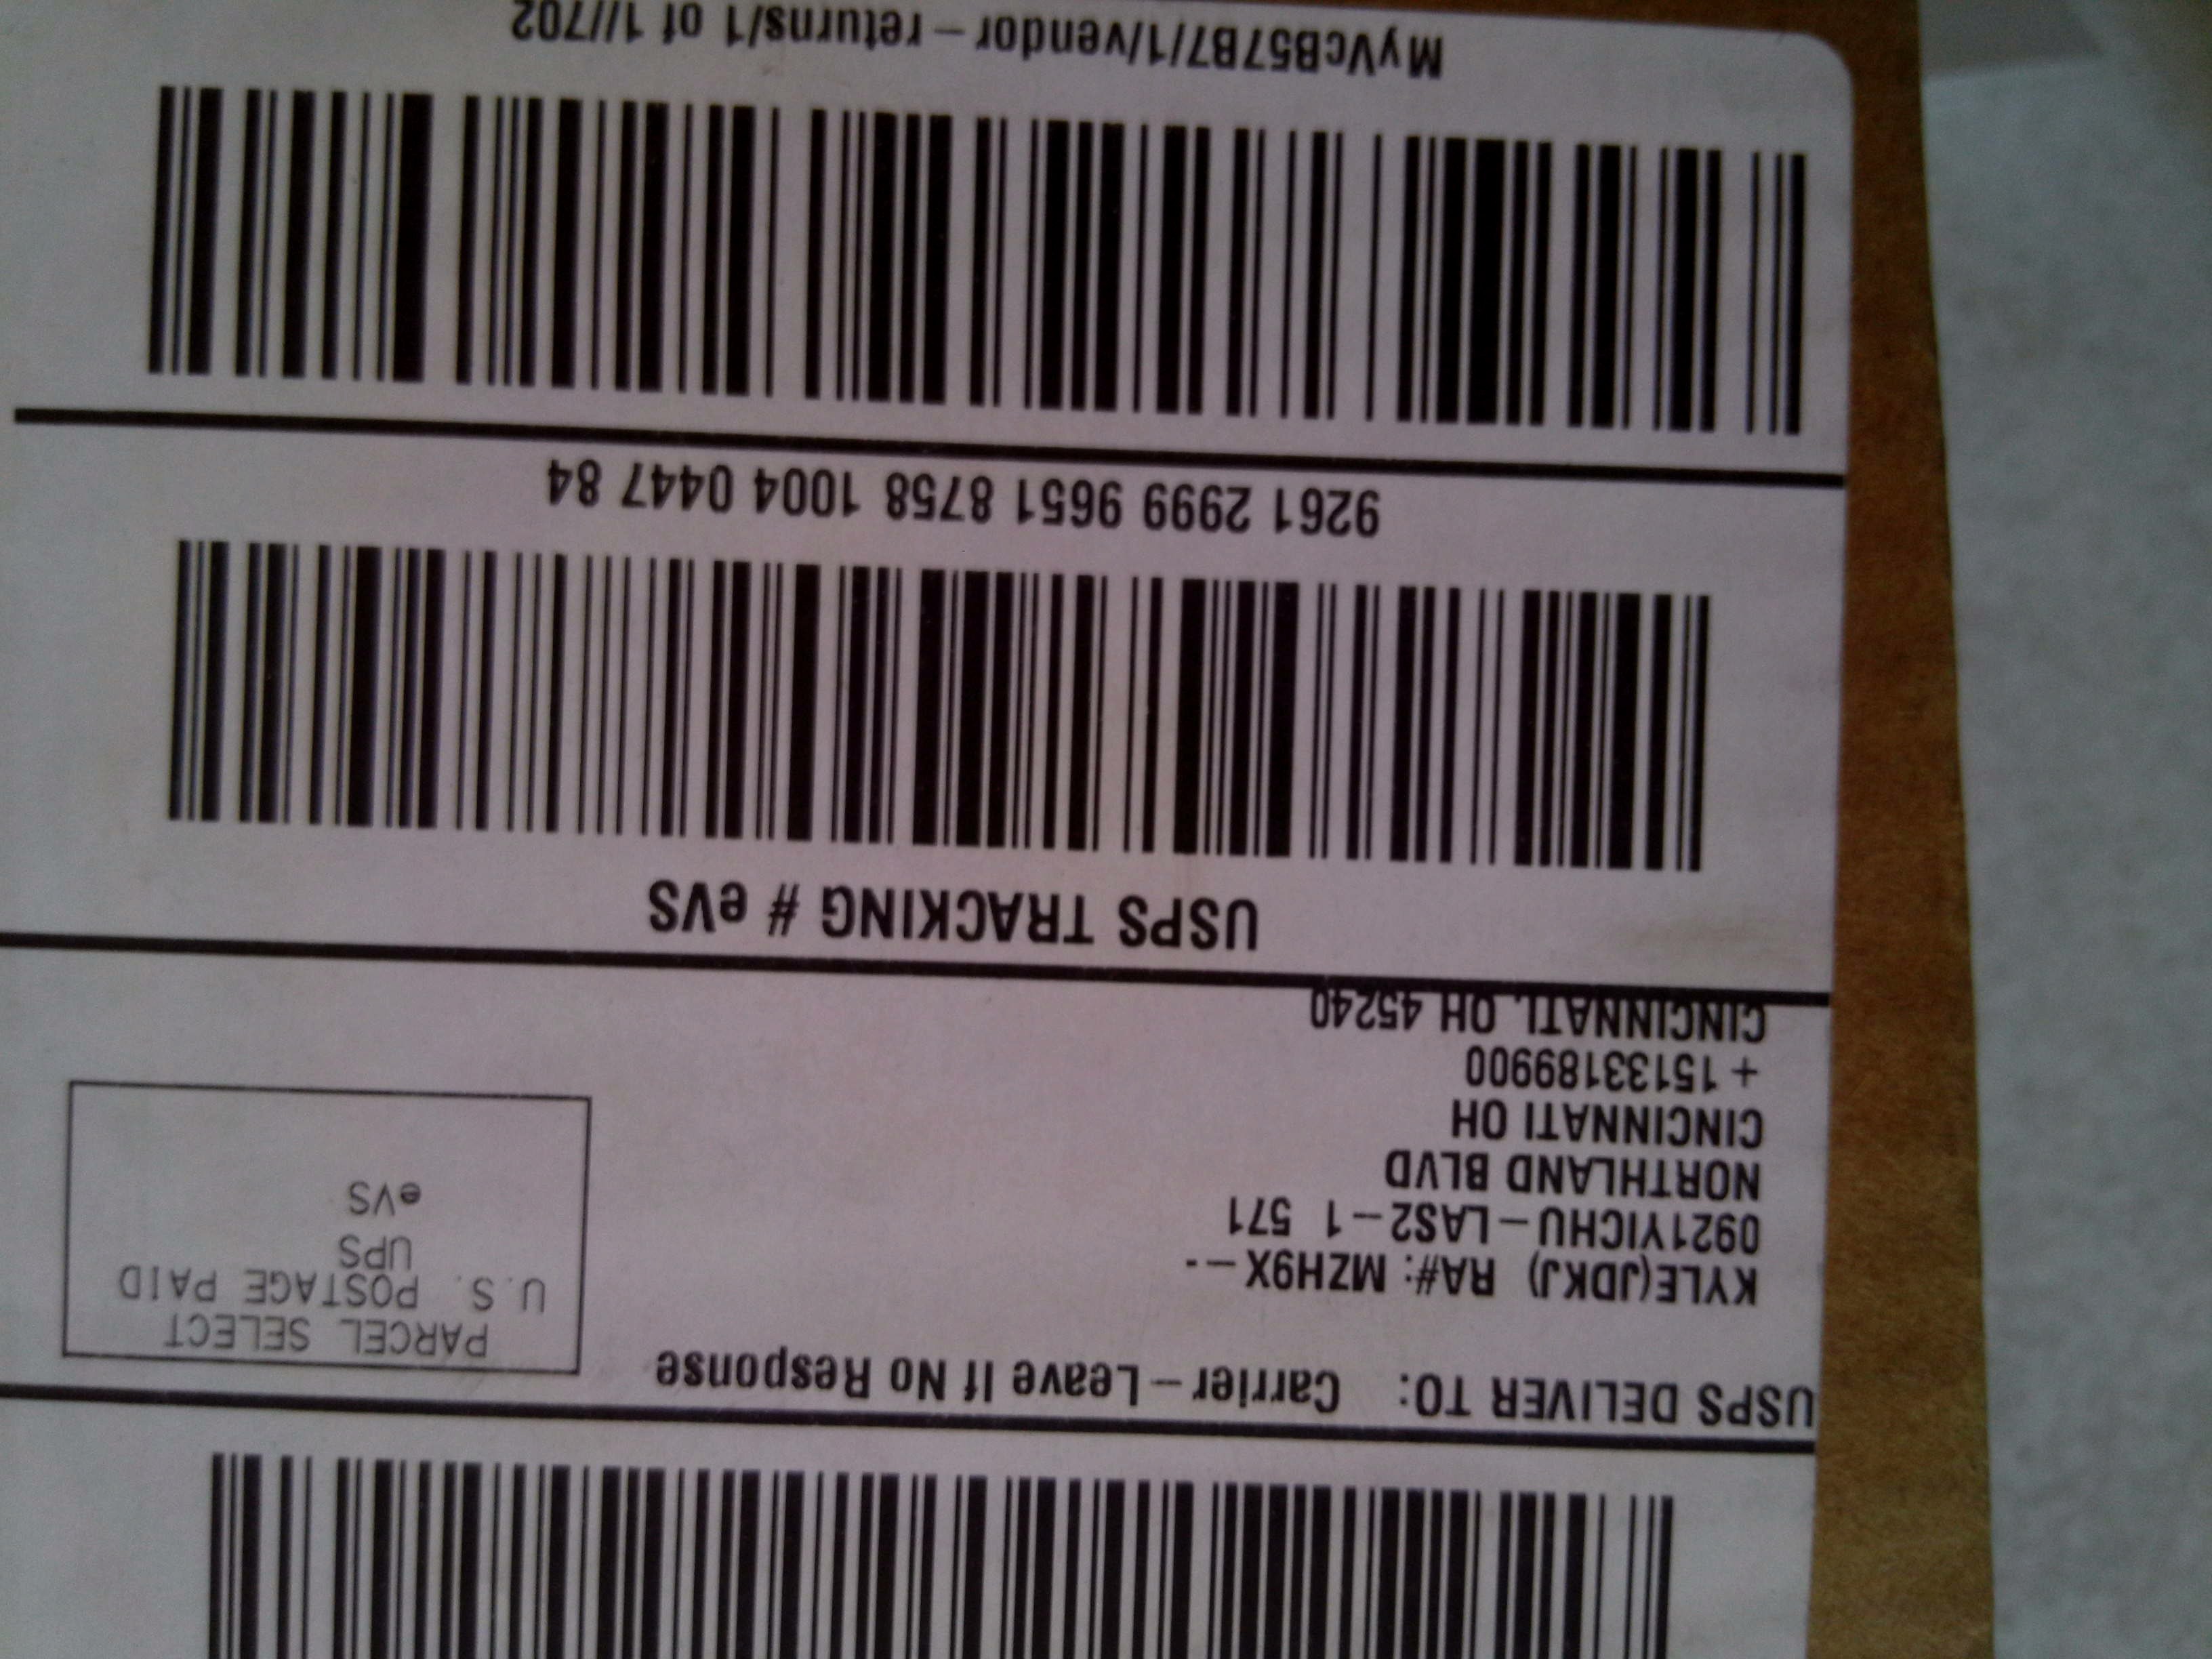 USPS DELIVER TO: Carrier-Leave If No Response
KYLE(JDKJ) RA#: MZH9X--
0921YICHU-LAS2-1 571
NORTHLAND BLVD
CINCINNATI OH
+15133189900
CINCINNATI, OH 45240
PARCEL SELECT
U.S. POSTAGE PAID
UPS
eVS
USPS TRACKING # eVS
9261 2999 9651 8758 1004 0447 84
MyVcB57B7/1/vendor-returns/1 of 1//702